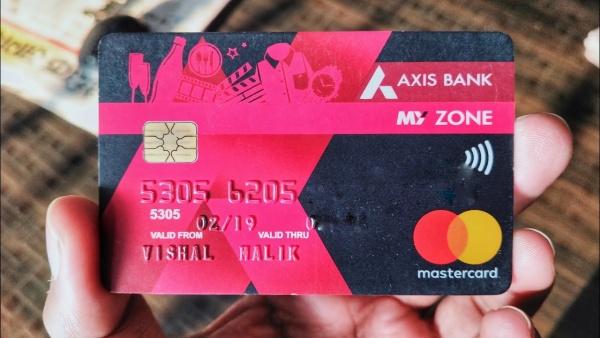 AXIS BANK
MY ZONE
5305 6205
5305
02/19
VALID FROM VALID THRU
VISHAL MALIK
mastercard